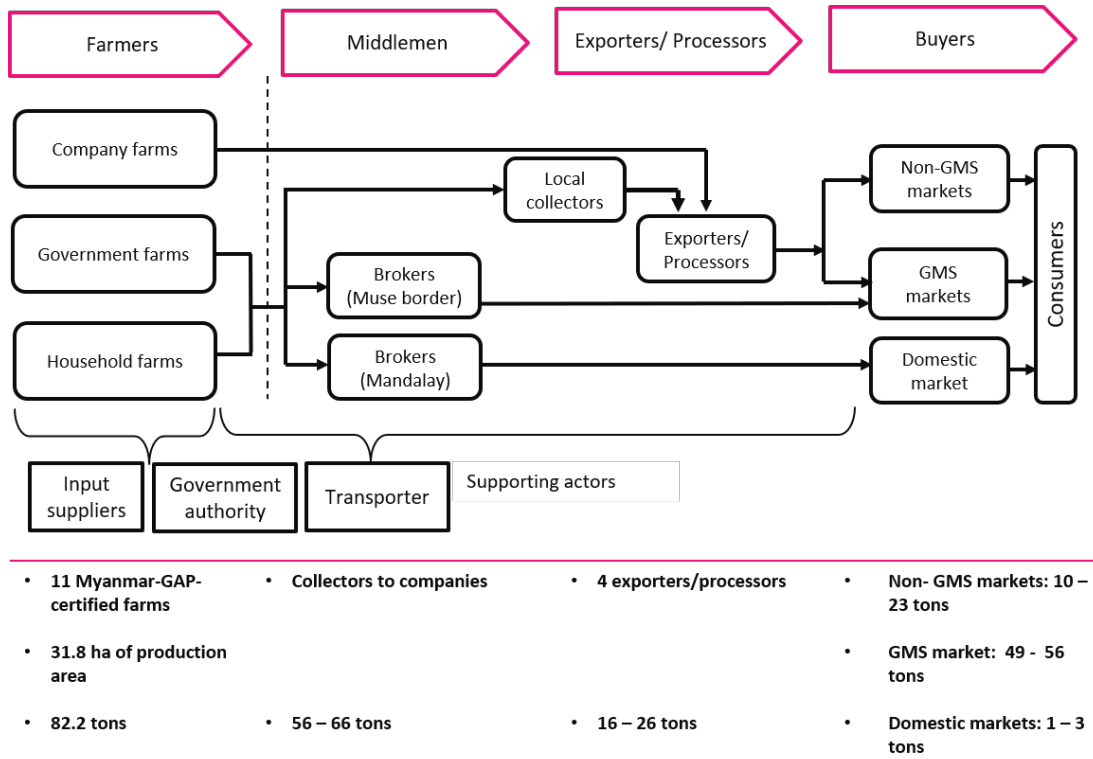 Farmers
Middlemen
Exporters/ Processors
Buyers
Company farms
Government farms
Household farms
Local
collectors
Brokers
(Muse border)
Brokers
(Mandalay)
Exporters/
Processors
Non-GMS
markets
GMS
markets
Domestic
market
Consumers
Input
suppliers
Government
authority
Transporter
Supporting actors
• 11 Myanmar-GAP-
certified farms
• 31.8 ha of production
area
• 82.2 tons
• Collectors to companies
• 56 – 66 tons
• 4 exporters/processors
• 16 – 26 tons
• Non- GMS markets: 10 –
23 tons
• GMS market:  49 -  56
tons
• Domestic markets: 1 – 3
tons